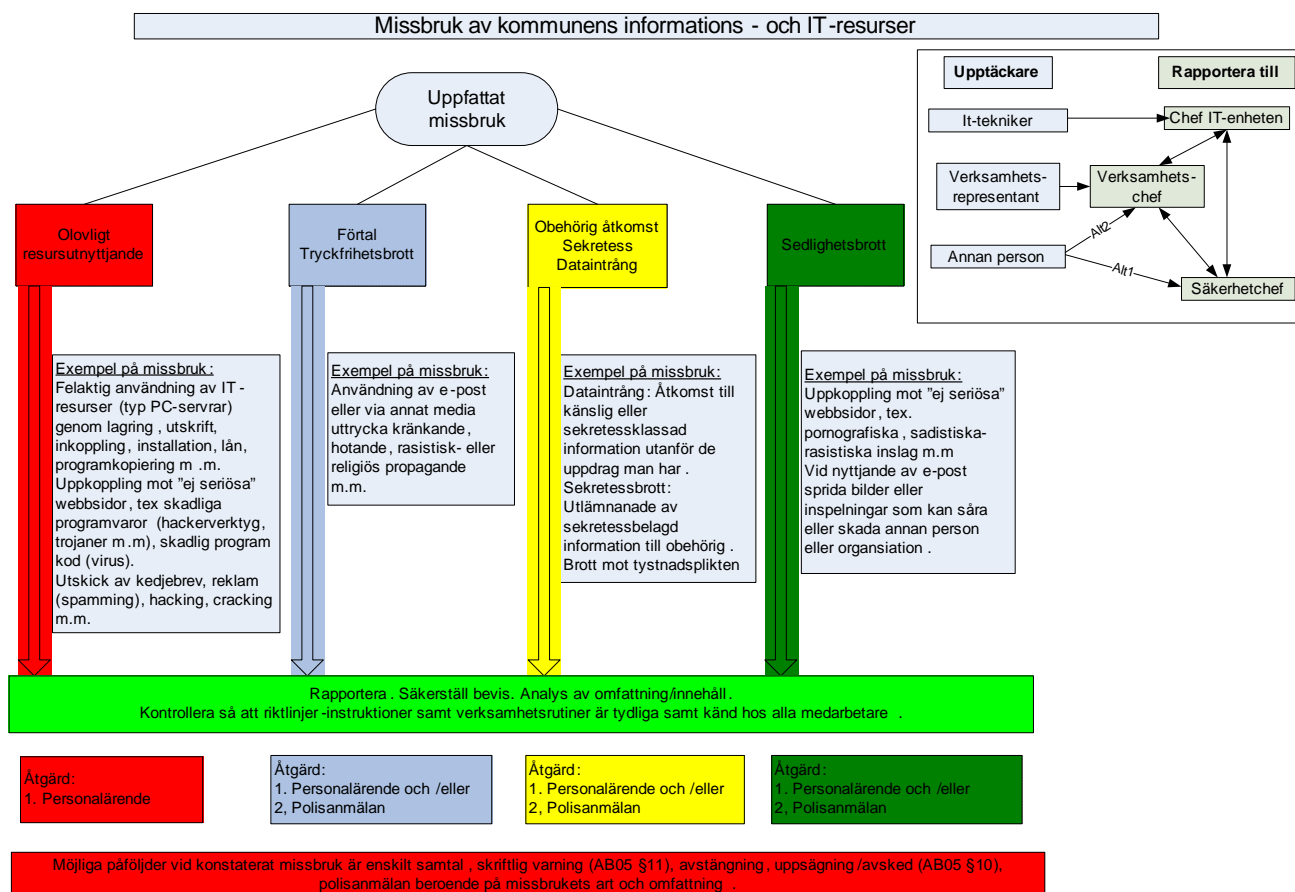 Missbruk av kommunens informations - och IT-resurser
Uppfattat
missbruk
Upptäckare
Rapportera till
It-tekniker
Chef IT-enheten
Verksamhets-
representant
Verksamhets-
chef
Alt2
Annan person
Alt1
Säkerhetchef
Olovligt
resursutnyttjande
Förtal
Tryckfrihetsbrott
Obehörig åtkomst
Sekretess
Dataintrång
Sedlighetsbrott
Exempel på missbruk:
Felaktig användning av IT -
resurser (typ PC-servrar)
genom lagring , utskrift,
inkoppling, installation, lån,
programkopiering m .m.
Uppkoppling mot ”ej seriösa”
webbsidor, tex skadliga
programvaror (hackerverktyg,
trojaner m.m), skadlig program
kod (virus).
Utskick av kedjebrev, reklam
(spamming), hacking, cracking
m.m.
Exempel på missbruk:
Användning av e-post
eller via annat media
uttrycka kränkande,
hotande, rasistisk- eller
religiös propagande
m.m.
Exempel på missbruk:
Dataintrång: Åtkomst till
känslig eller
sekretessklassad
information utanför de
uppdrag man har .
Sekretessbrott:
Utlämnanade av
sekretessbelagd
information till obehörig .
Brott mot tystnadsplikten
Exempel på missbruk:
Uppkoppling mot ”ej seriösa”
webbsidor, tex.
pornografiska , sadistiska-
rasistiska inslag m.m
Vid nyttjande av e-post
sprida bilder eller
inspelningar som kan såra
eller skada annan person
eller organsiation .
Rapportera . Säkerställ bevis. Analys av omfattning/innehåll.
Kontrollera så att riktlinjer -instruktioner samt verksamhetsrutiner är tydliga samt känd hos alla medarbetare .
Åtgärd:
1. Personalärende
Åtgärd:
1. Personalärende och /eller
2, Polisanmälan
Åtgärd:
1. Personalärende och /eller
2, Polisanmälan
Åtgärd:
1. Personalärende och/eller
2, Polisanmälan
Möjliga påföljder vid konstaterat missbruk är enskilt samtal , skriftlig varning (AB05 §11), avstängning, uppsägning /avsked (AB05 §10),
polisanmälan beroende på missbrukets art och omfattning .